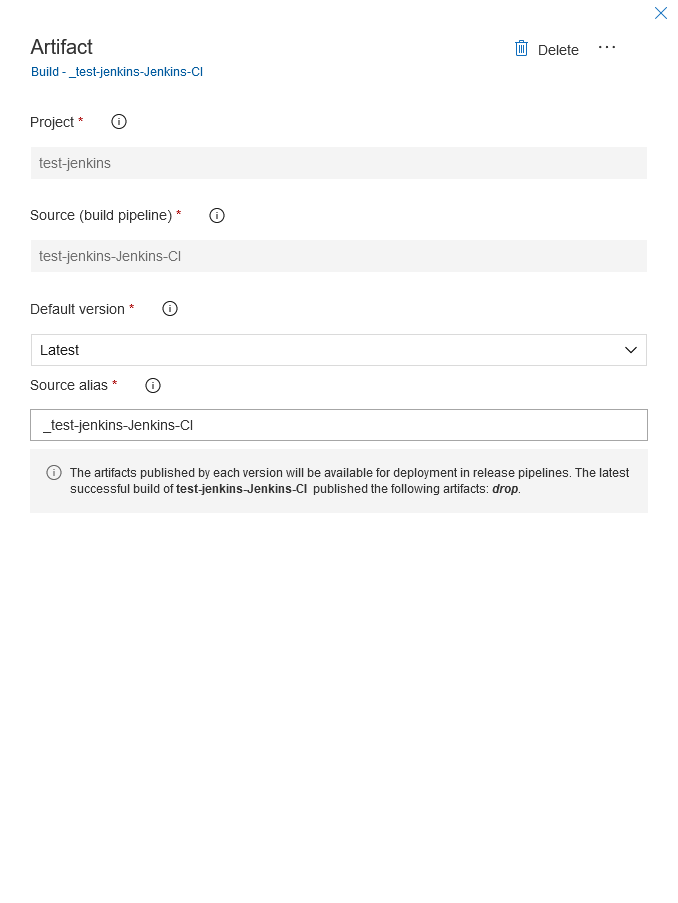 Artifact
Delete
Build - _test-jenkins-Jenkins-CI
Project *
test-jenkins
Source (build pipeline) *
test-jenkins-Jenkins-CI
Default version *
Latest
Source alias *
_test-jenkins-Jenkins-CI
The artifacts published by each version will be available for deployment in release pipelines. The latest
successful build of test-jenkins-Jenkins-CI published the following artifacts: drop.